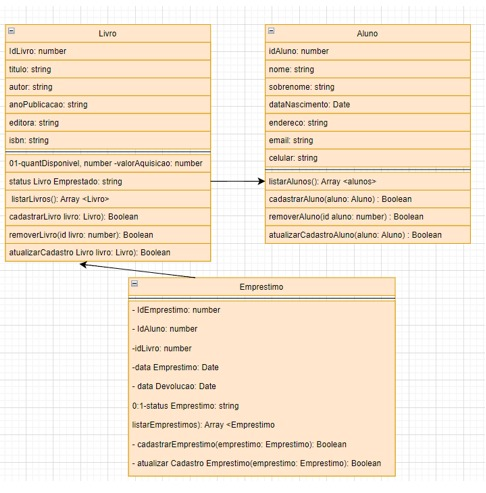 Livro
IdLivro: number
titulo: string
autor: string
anoPublicacao: string
editora: string
isbn: string
01-quantDisponivel, number -valorAquisicao: number
status Livro Emprestado: string
listarLivros(): Array <Livro>
cadastrarLivro livro: Livro): Boolean
removerLivro(id livro: number): Boolean
atualizarCadastro Livro livro: Livro): Boolean
Aluno
idAluno: number
nome: string
sobrenome: string
dataNascimento: Date
endereco: string
email: string
celular: string
listarAlunos(): Array <alunos>
cadastrarAluno(aluno: Aluno) : Boolean
removerAluno(id aluno: number) : Boolean
atualizarCadastroAluno(aluno: Aluno) : Boolean
Emprestimo
- IdEmprestimo: number
- IdAluno: number
-idLivro: number
-data Emprestimo: Date
- data Devolucao: Date
0:1-status Emprestimo: string
listarEmprestimos): Array <Emprestimo
- cadastrarEmprestimo(emprestimo: Emprestimo): Boolean
- atualizar Cadastro Emprestimo(emprestimo: Emprestimo): Boolean